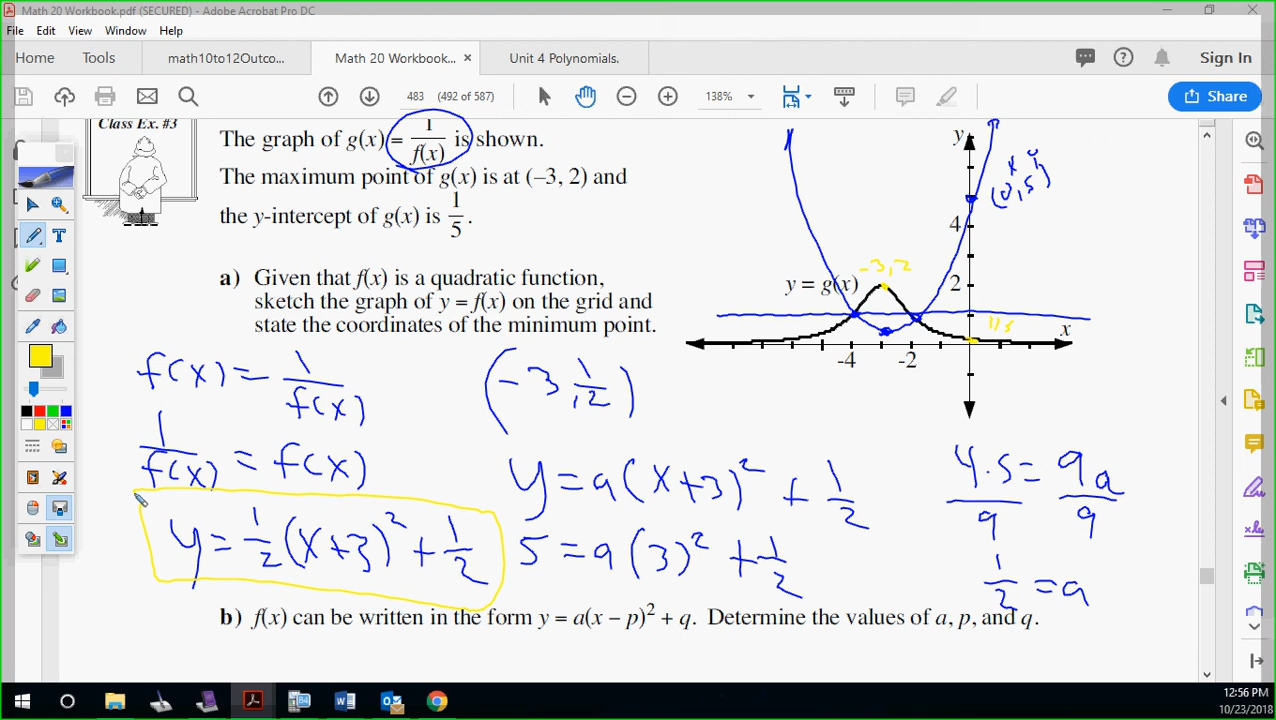 Math 20 Workbook.pdf (SECURED) - Adobe Acrobat Pro DC
File Edit View Window Help
Home Tools math10to12Outco... Math 20 Workbook... × Unit 4 Polynomials. Sign In
483 (492 of 587) 138% Share
Class Ex. #3
The graph of g(x) = 1/f(x) is shown.
The maximum point of g(x) is at (–3, 2) and
the y-intercept of g(x) is 1/5.
a) Given that f(x) is a quadratic function,
sketch the graph of y = f(x) on the grid and
state the coordinates of the minimum point.
y
x y
(0,5)
4
-3,2
y = g(x)
2
1/5
x
-4
-2
f(x) = 1/f(x)
(-3, 1/2)
1/f(x) = f(x)
y = a(x+3)² + 1/2
4.5/9 = 9a/9
y = 1/2(x+3)² + 1/2
5 = a(3)² + 1/2
1/2 = a
b) f(x) can be written in the form y = a(x – p)² + q. Determine the values of a, p, and q.
12:56 PM
10/23/2018